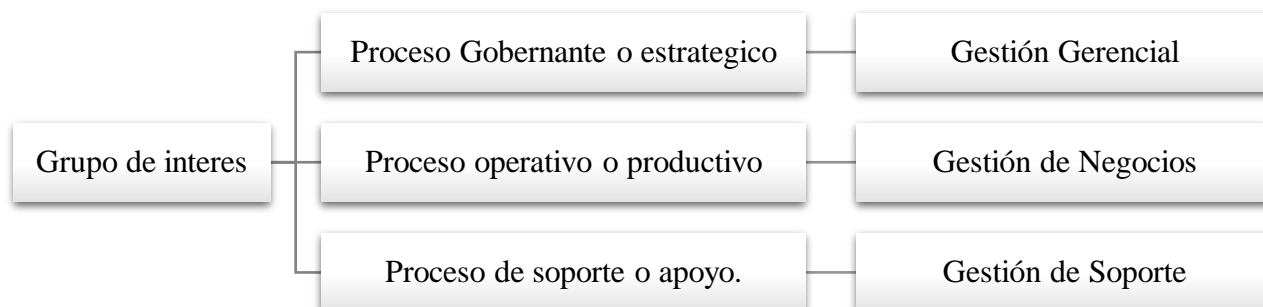 Grupo de interes
Proceso Gobernante o estrategico
Gestión Gerencial
Proceso operativo o productivo
Gestión de Negocios
Proceso de soporte o apoyo.
Gestión de Soporte